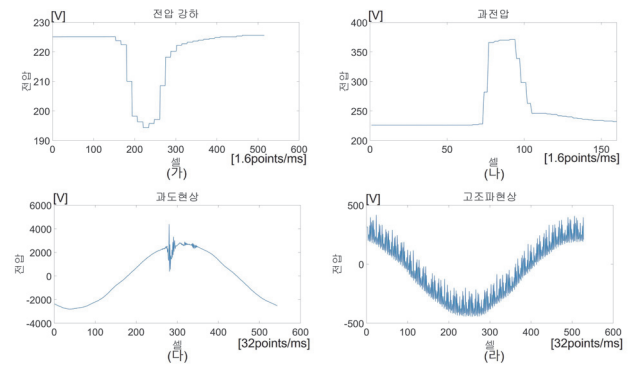 [V]
전압 강하
230
220
210
200
190
전압
0
100
200
300
400
500
600
셀
[1.6points/ms]
(가)
[V]
과전압
400
350
300
250
200
전압
0
50
100
150
셀
[1.6points/ms]
(나)
[V]
과도현상
6000
4000
2000
0
-2000
-4000
전압
0
100
200
300
400
500
600
셀
[32points/ms]
(다)
[V]
고조파현상
500
0
-500
전압
0
100
200
300
400
500
600
셀
[32points/ms]
(라)